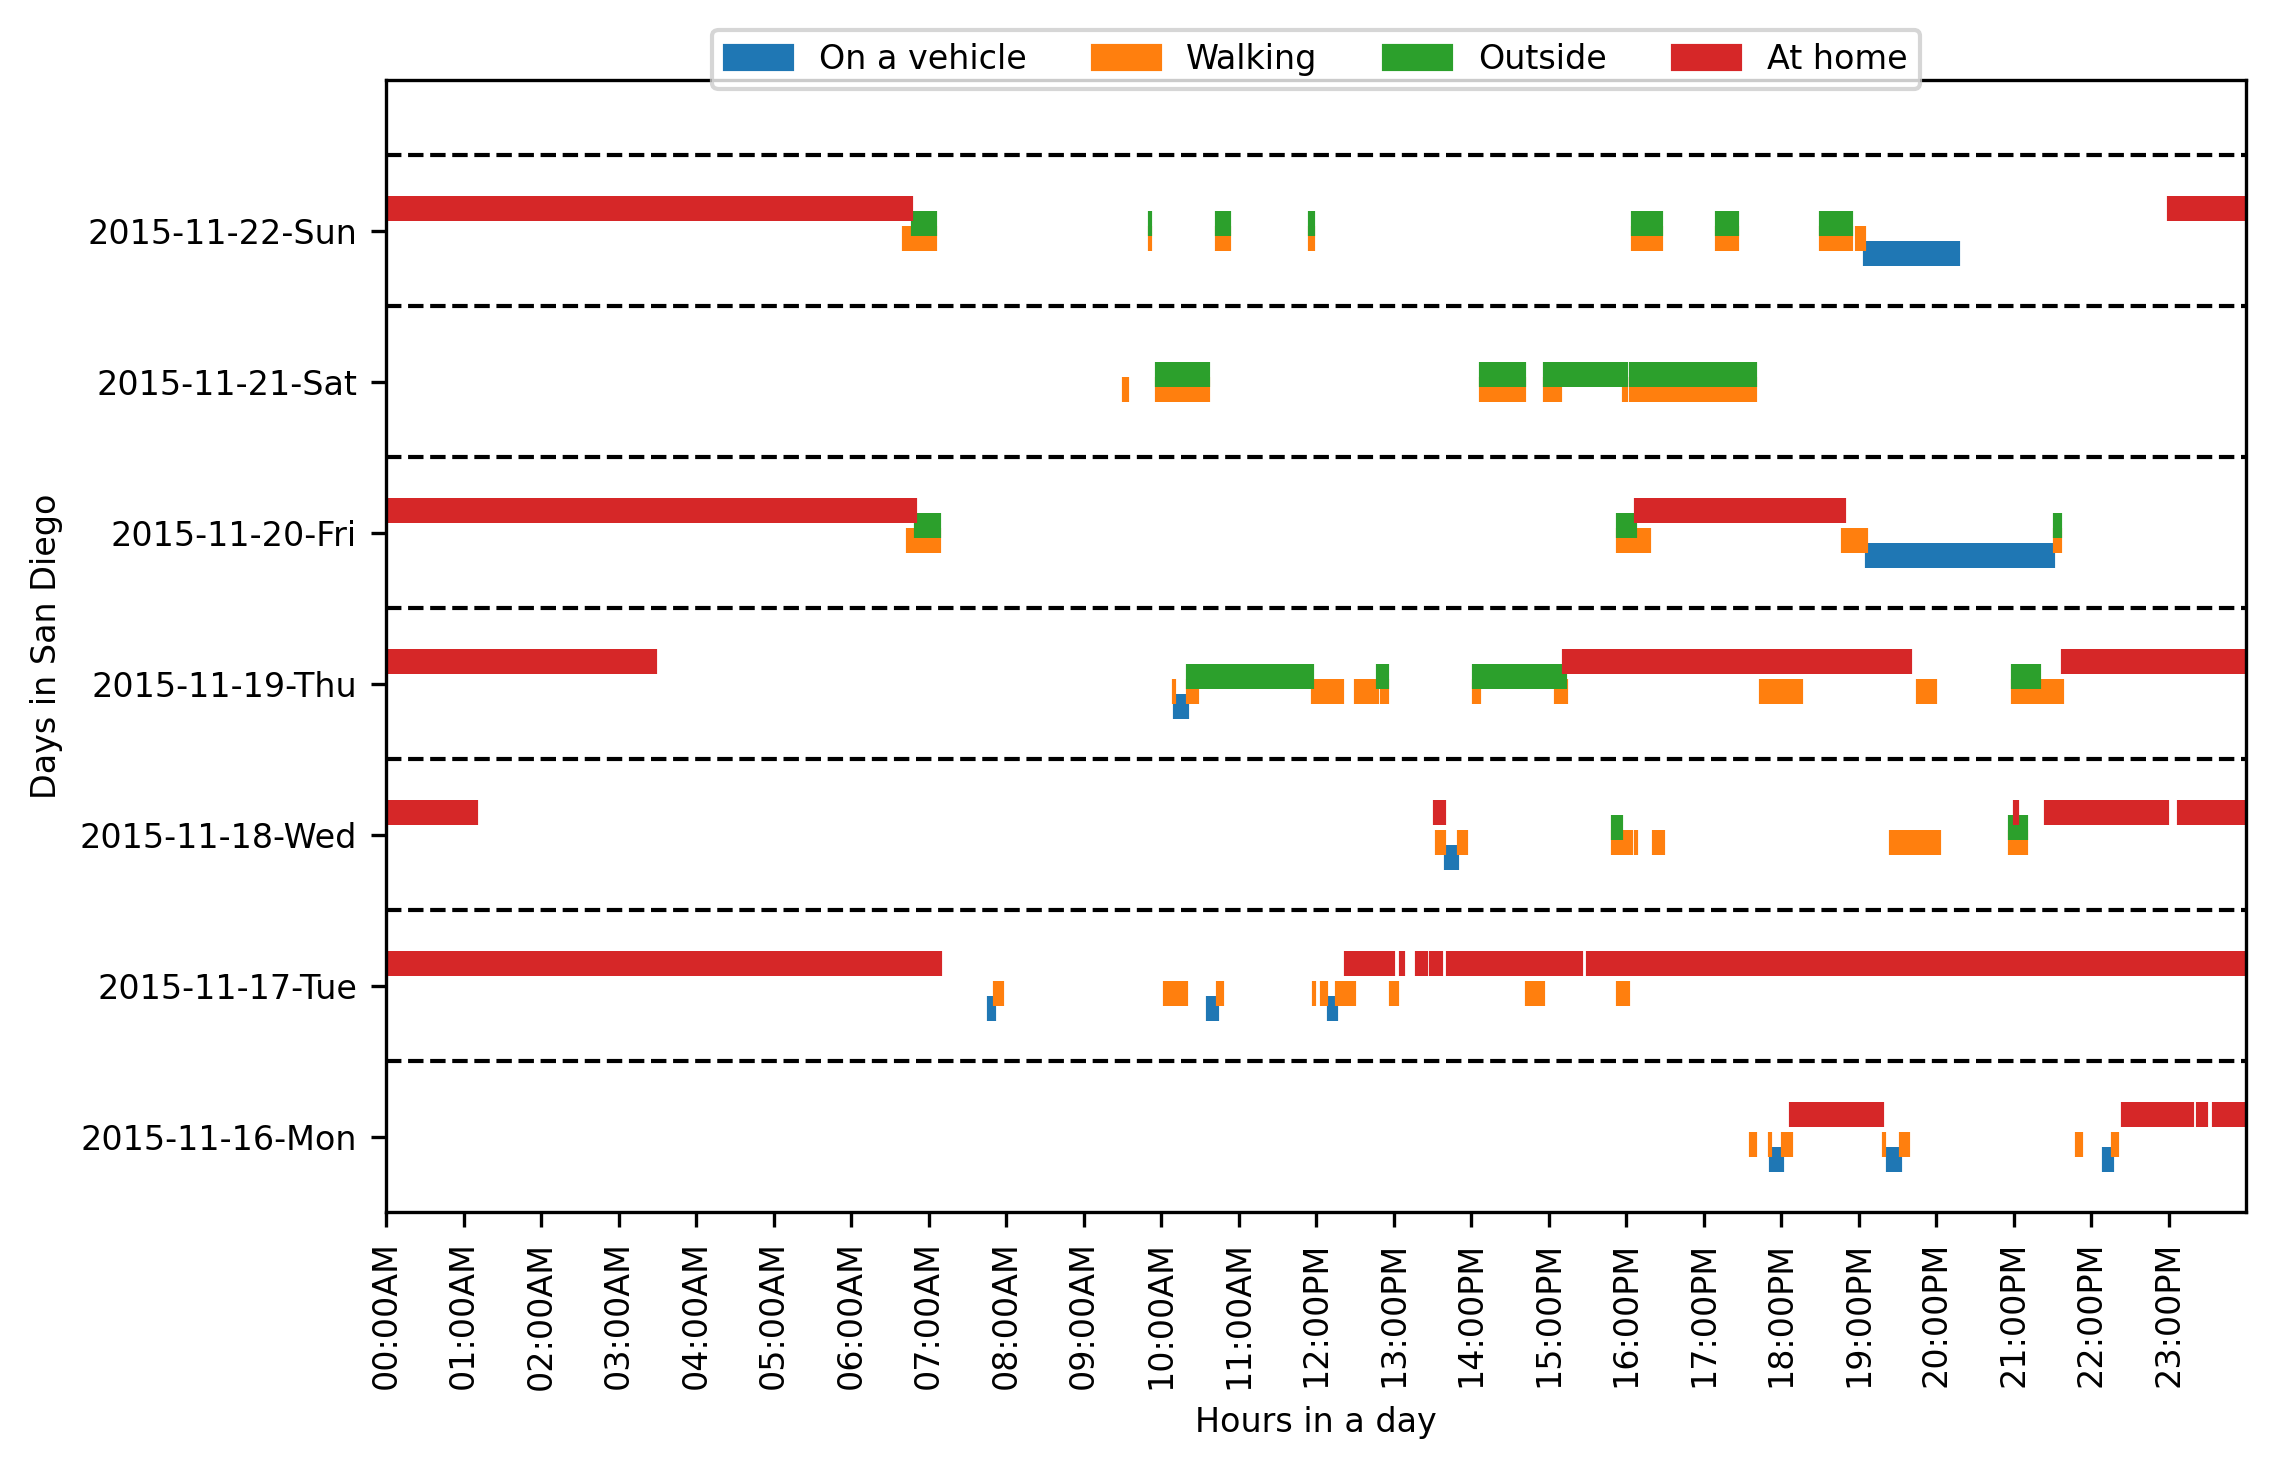 On a vehicle Walking Outside At home
Days in San Diego
2015-11-22-Sun
2015-11-21-Sat
2015-11-20-Fri
2015-11-19-Thu
2015-11-18-Wed
2015-11-17-Tue
2015-11-16-Mon
00:00AM 01:00AM 02:00AM 03:00AM 04:00AM 05:00AM 06:00AM 07:00AM 08:00AM 09:00AM 10:00AM 11:00AM 12:00PM 13:00PM 14:00PM 15:00PM 16:00PM 17:00PM 18:00PM 19:00PM 20:00PM 21:00PM 22:00PM 23:00PM
Hours in a day